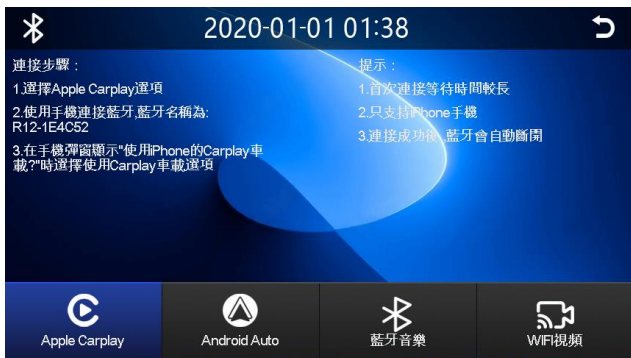 2020-01-01 01:38
連接步驟：
1.選擇Apple Carplay選項
2.使用手機連接藍牙,藍牙名稱為:
R12-1E4C52
3.在手機彈窗顯示"使用iPhone的Carplay車
載?"時選擇使用Carplay車載選項
提示：
1.首次連接等待時間較長
2.只支持iPhone手機
3.連接成功後,藍牙會自動斷開
Apple Carplay
Android Auto
藍牙音樂
WIFI視頻